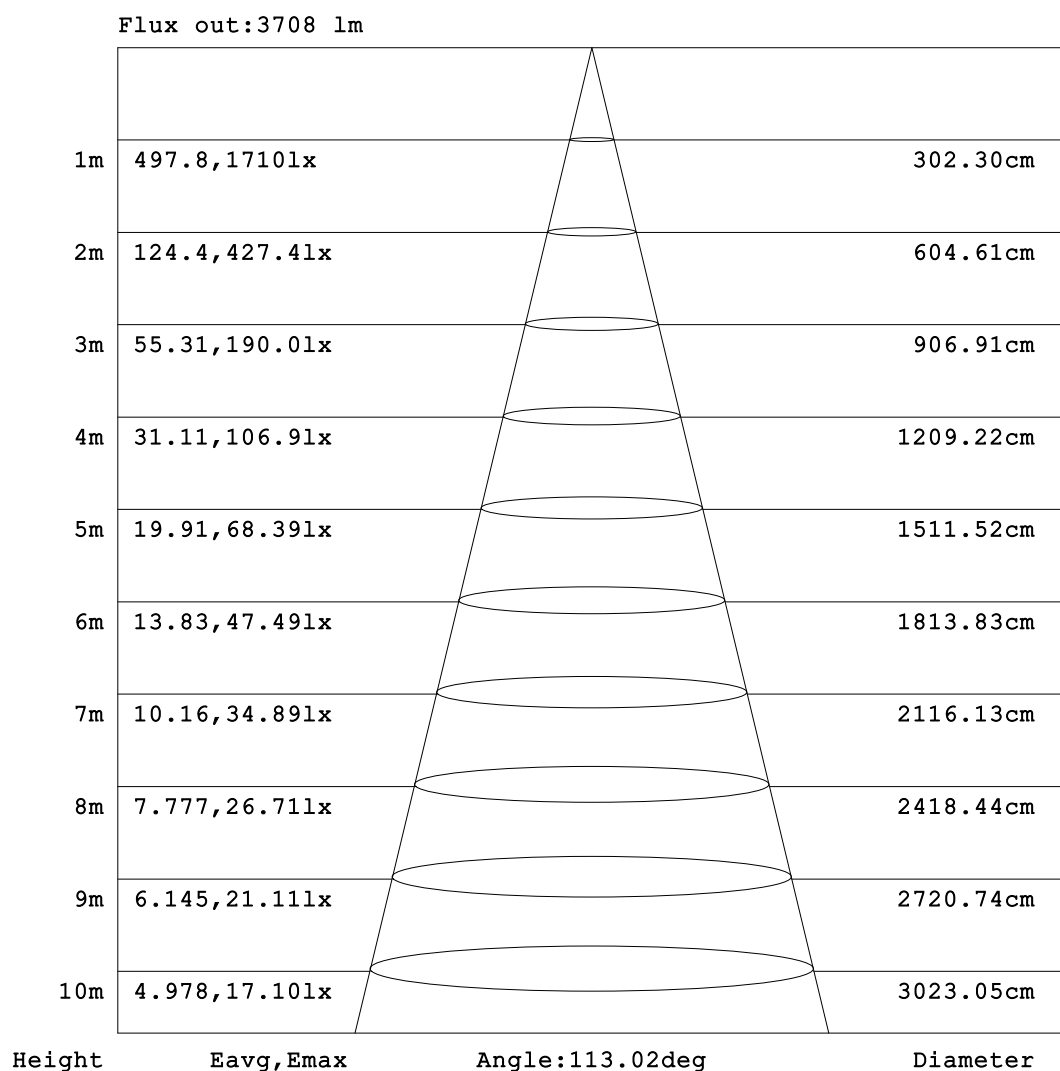 Flux out:3708 lm
1m 497.8,1710lx 302.30cm
2m 124.4,427.4lx 604.61cm
3m 55.31,190.0lx 906.91cm
4m 31.11,106.9lx 1209.22cm
5m 19.91,68.39lx 1511.52cm
6m 13.83,47.49lx 1813.83cm
7m 10.16,34.89lx 2116.13cm
8m 7.777,26.71lx 2418.44cm
9m 6.145,21.11lx 2720.74cm
10m 4.978,17.10lx 3023.05cm
Height Eavg,Emax Angle:113.02deg Diameter